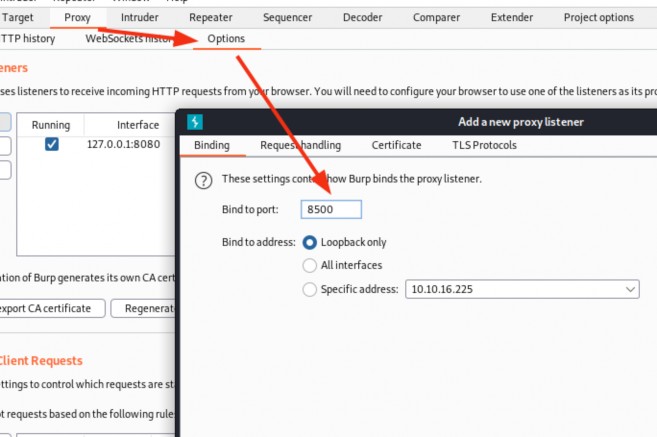 Target Proxy Intruder Repeater Sequencer Decoder Comparer Extender Project options
TTP history WebSockets history Options
eners
ses listeners to receive incoming HTTP requests from your browser. You will need to configure your browser to use one of the listeners as its pro
Running Interface
127.0.0.1:8080
Add a new proxy listener
Binding Request handling Certificate TLS Protocols
These settings control how Burp binds the proxy listener.
Bind to port: 8500
Bind to address: Loopback only
All interfaces
Specific address: 10.10.16.225
ation of Burp generates its own CA cert
export CA certificate Regenerat
Client Requests
ttings to control which requests are st
t requests based on the following rule